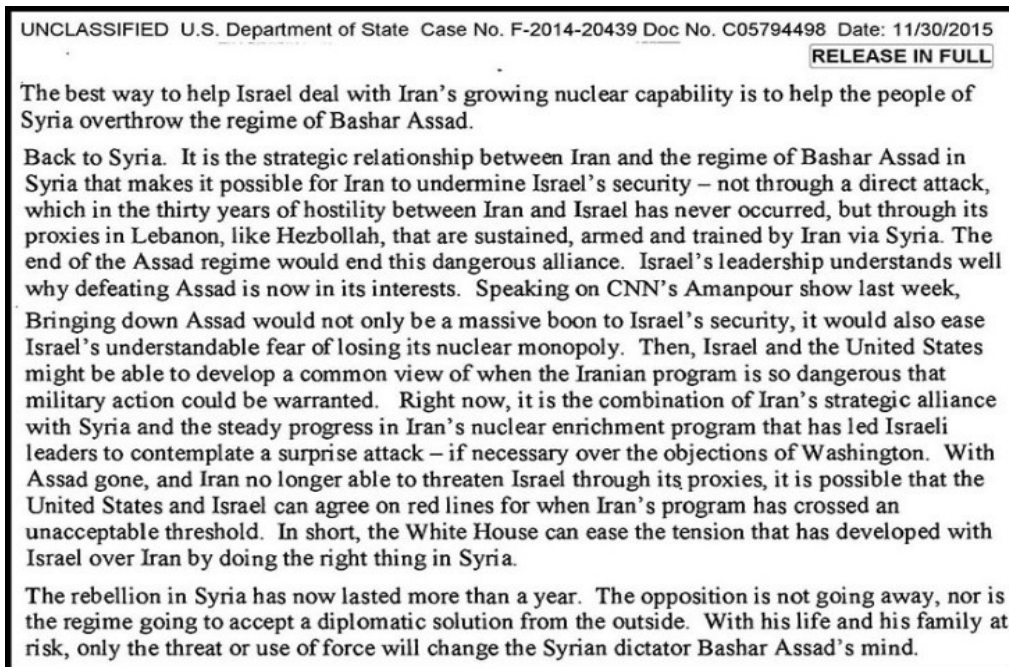 UNCLASSIFIED U.S. Department of State Case No. F-2014-20439 Doc No. C05794498 Date: 11/30/2015
RELEASE IN FULL
The best way to help Israel deal with Iran's growing nuclear capability is to help the people of
Syria overthrow the regime of Bashar Assad.
Back to Syria. It is the strategic relationship between Iran and the regime of Bashar Assad in
Syria that makes it possible for Iran to undermine Israel's security – not through a direct attack,
which in the thirty years of hostility between Iran and Israel has never occurred, but through its
proxies in Lebanon, like Hezbollah, that are sustained, armed and trained by Iran via Syria. The
end of the Assad regime would end this dangerous alliance. Israel's leadership understands well
why defeating Assad is now in its interests. Speaking on CNN's Amanpour show last week,
Bringing down Assad would not only be a massive boon to Israel's security, it would also ease
Israel's understandable fear of losing its nuclear monopoly. Then, Israel and the United States
might be able to develop a common view of when the Iranian program is so dangerous that
military action could be warranted. Right now, it is the combination of Iran's strategic alliance
with Syria and the steady progress in Iran's nuclear enrichment program that has led Israeli
leaders to contemplate a surprise attack – if necessary over the objections of Washington. With
Assad gone, and Iran no longer able to threaten Israel through its proxies, it is possible that the
United States and Israel can agree on red lines for when Iran's program has crossed an
unacceptable threshold. In short, the White House can ease the tension that has developed with
Israel over Iran by doing the right thing in Syria.
The rebellion in Syria has now lasted more than a year. The opposition is not going away, nor is
the regime going to accept a diplomatic solution from the outside. With his life and his family at
risk, only the threat or use of force will change the Syrian dictator Bashar Assad's mind.